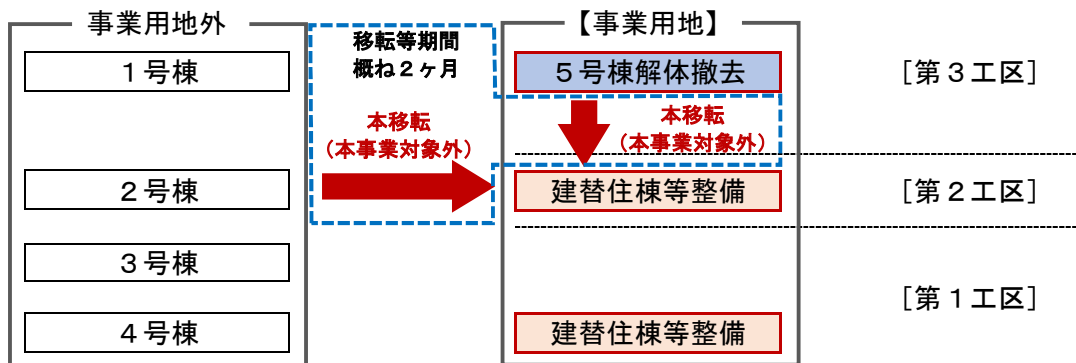 事業用地外
【事業用地】
移転等期間
概ね２ヶ月
１号棟
５号棟解体撤去
［第３工区］
本移転
（本事業対象外）
本移転
（本事業対象外）
２号棟
建替住棟等整備
［第２工区］
３号棟
［第１工区］
４号棟
建替住棟等整備